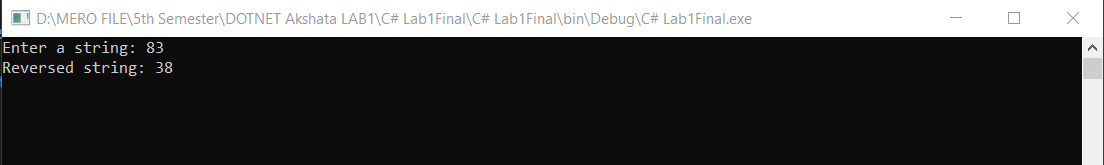 D:\MERO FILE\5th Semester\DOTNET Akshata LAB1\C# Lab1Final\C# Lab1Final\bin\Debug\C# Lab1Final.exe
Enter a string: 83
Reversed string: 38